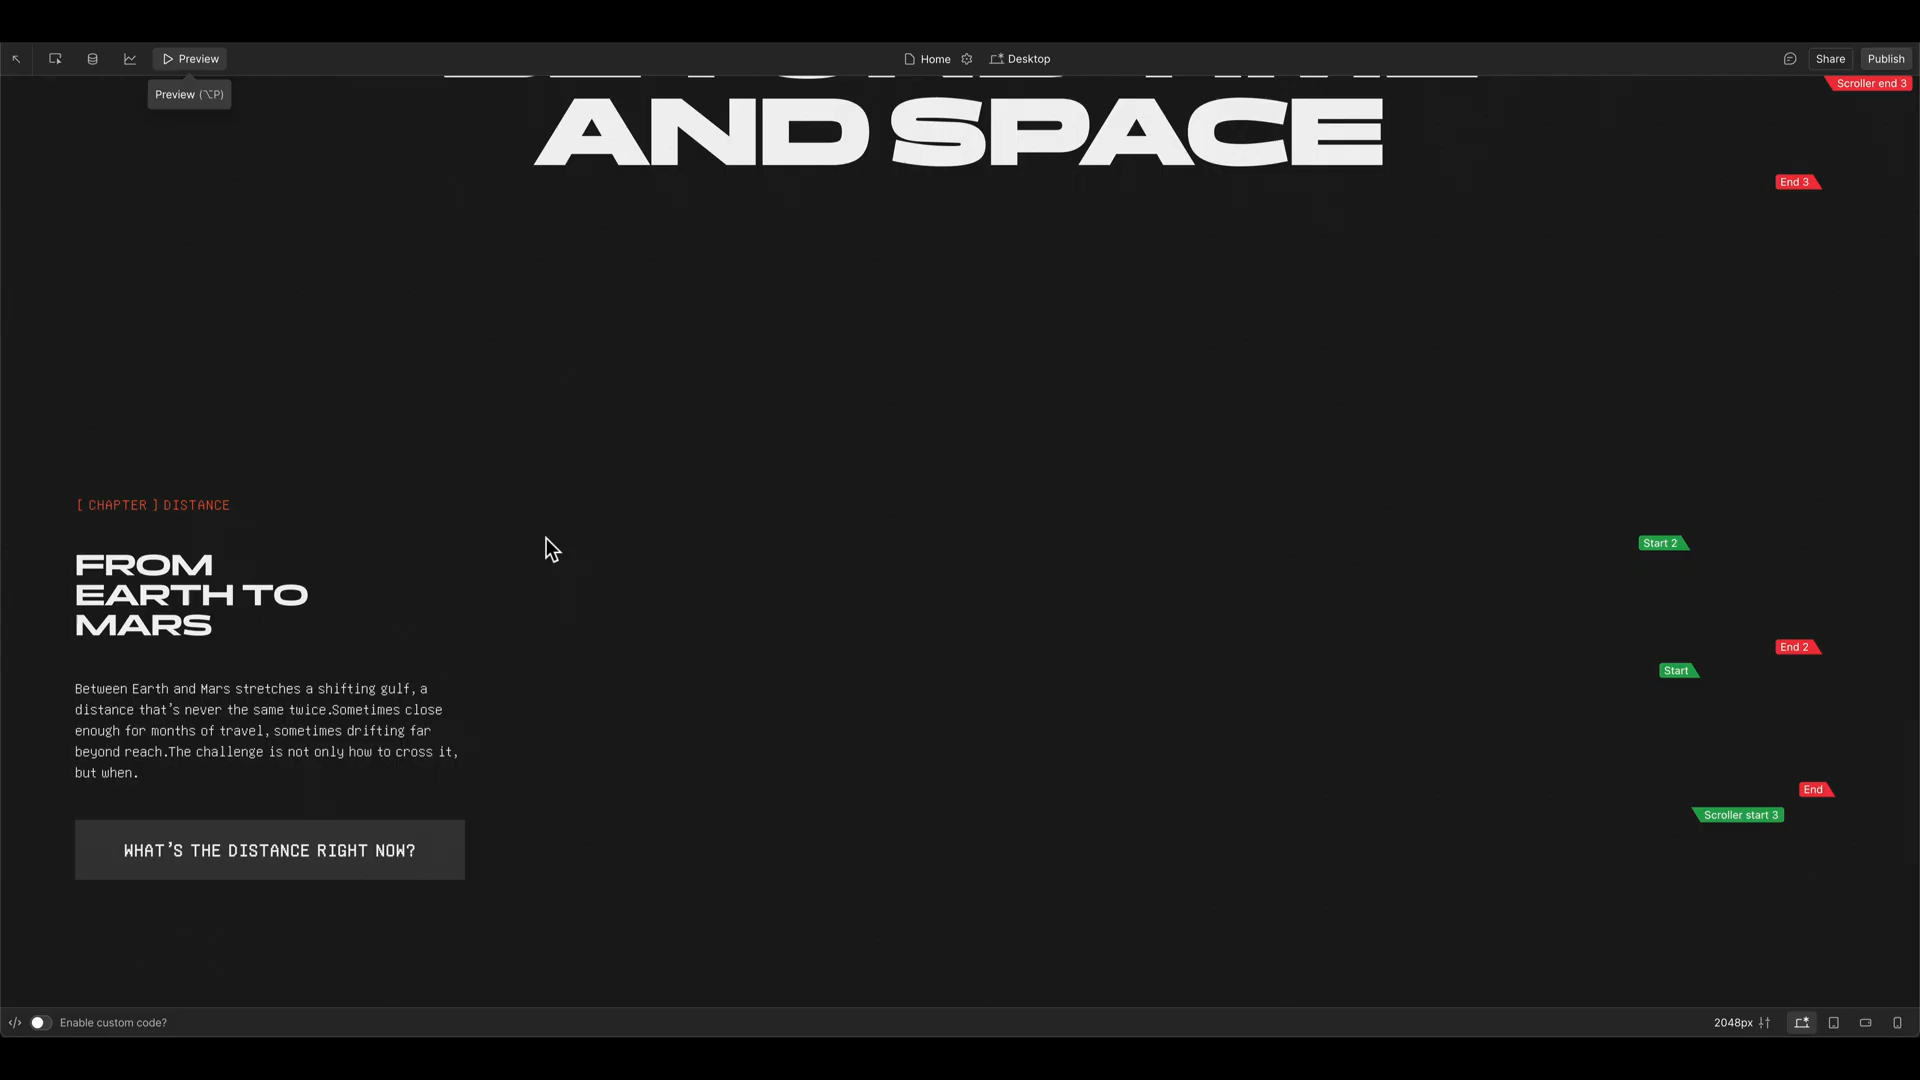 Preview
Home
Desktop
Share
Publish
Preview (⌥P)
Scroller end 3
AND SPACE
End 3
[ CHAPTER ] DISTANCE
Start 2
FROM
EARTH TO
MARS
End 2
Start
Between Earth and Mars stretches a shifting gulf, a
distance that’s never the same twice.Sometimes close
enough for months of travel, sometimes drifting far
beyond reach.The challenge is not only how to cross it,
but when.
End
Scroller start 3
WHAT’S THE DISTANCE RIGHT NOW?
Enable custom code?
2048px